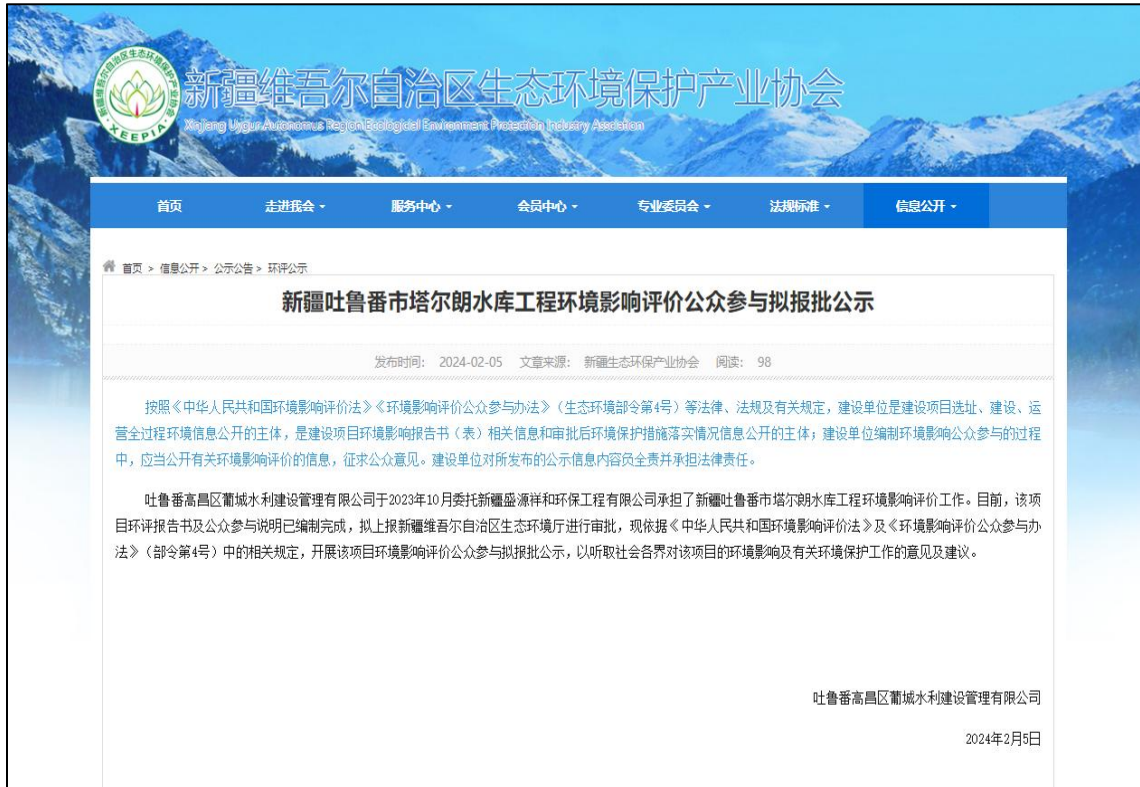 新疆维吾尔自治区生态环境保护产业协会
XEEPIA
新疆维吾尔自治区生态环境保护产业协会
Xinjiang Uygur Autonomus Region Ecological Environment Protection Industry Association
首页 走进我会 服务中心 会员中心 专业委员会 法规标准 信息公开
首页 > 信息公开 > 公示公告 > 环评公示
新疆吐鲁番市塔尔朗水库工程环境影响评价公众参与拟报批公示
发布时间: 2024-02-05 文章来源: 新疆生态环保产业协会 阅读: 98
按照《中华人民共和国环境影响评价法》《环境影响评价公众参与办法》(生态环境部令第4号)等法律、法规及有关规定,建设单位是建设项目选址、建设、运
营全过程环境信息公开的主体,是建设项目环境影响报告书(表)相关信息和审批后环境保护措施落实情况信息公开的主体;建设单位编制环境影响公众参与的过程
中,应当公开有关环境影响评价的信息,征求公众意见。建设单位对所发布的公示信息内容负全责并承担法律责任。
吐鲁番高昌区葡城水利建设管理有限公司于2023年10月委托新疆盛源祥和环保工程有限公司承担了新疆吐鲁番市塔尔朗水库工程环境影响评价工作。目前,该项
目环评报告书及公众参与说明已编制完成,拟上报新疆维吾尔自治区生态环境厅进行审批,现依据《中华人民共和国环境影响评价法》及《环境影响评价公众参与办
法》(部令第4号)中的相关规定,开展该项目环境影响评价公众参与拟报批公示,以听取社会各界对该项目的环境影响及有关环境保护工作的意见及建议。
吐鲁番高昌区葡城水利建设管理有限公司
2024年2月5日